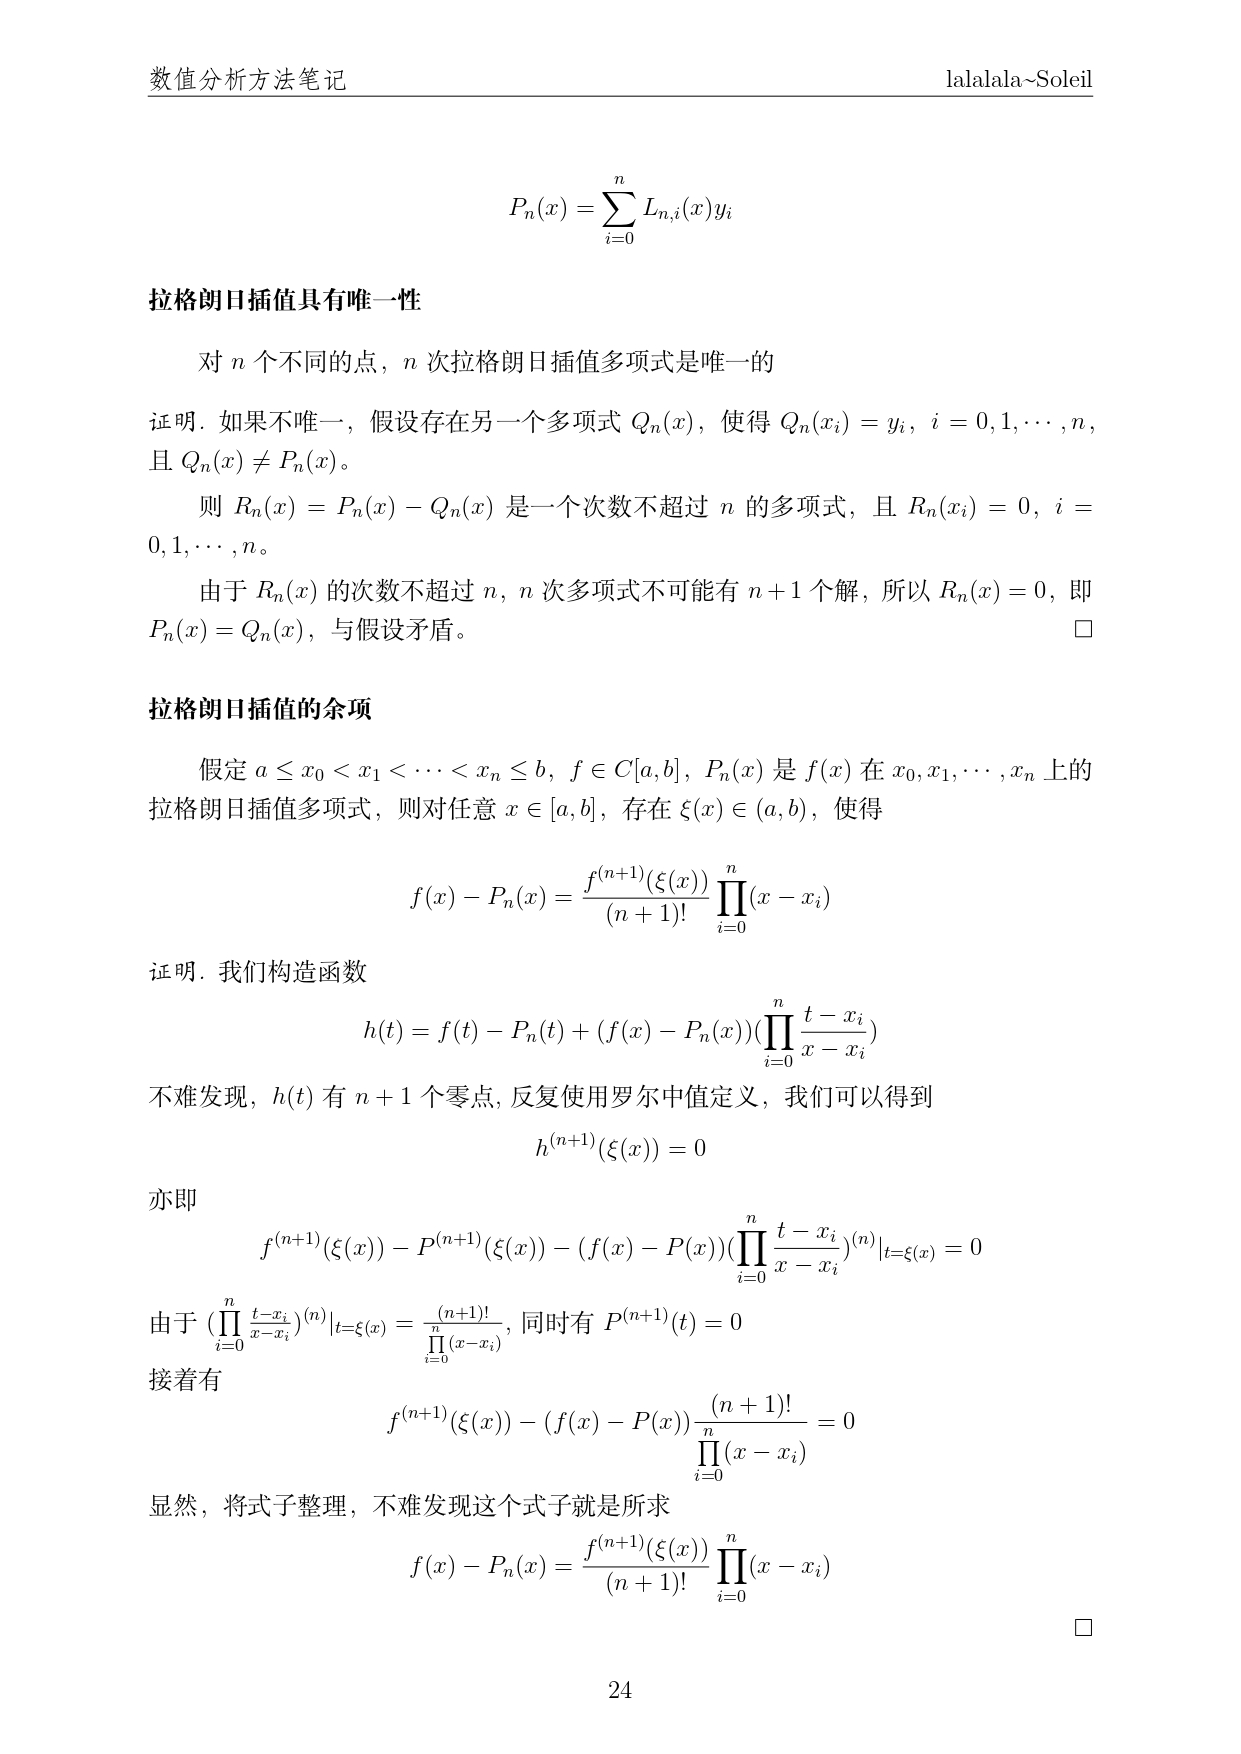 数值分析方法笔记 lalalala~Soleil
$P_n(x) = \sum_{i=0}^{n} L_{n,i}(x)y_i$
拉格朗日插值具有唯一性
对 $n$ 个不同的点，$n$ 次拉格朗日插值多项式是唯一的
证明. 如果不唯一，假设存在另一个多项式 $Q_n(x)$，使得 $Q_n(x_i) = y_i$，$i = 0, 1, \cdots, n$,
且 $Q_n(x) \neq P_n(x)$。
则 $R_n(x) = P_n(x) - Q_n(x)$ 是一个次数不超过 $n$ 的多项式，且 $R_n(x_i) = 0$，$i =$
$0, 1, \cdots, n$。
由于 $R_n(x)$ 的次数不超过 $n$，$n$ 次多项式不可能有 $n+1$ 个解，所以 $R_n(x) = 0$，即
$P_n(x) = Q_n(x)$，与假设矛盾。 □
拉格朗日插值的余项
假定 $a \leq x_0 < x_1 < \cdots < x_n \leq b$，$f \in C[a, b]$，$P_n(x)$ 是 $f(x)$ 在 $x_0, x_1, \cdots, x_n$ 上的
拉格朗日插值多项式，则对任意 $x \in [a, b]$，存在 $\xi(x) \in (a, b)$，使得
$f(x) - P_n(x) = \frac{f^{(n+1)}(\xi(x))}{(n+1)!} \prod_{i=0}^{n} (x - x_i)$
证明. 我们构造函数
$h(t) = f(t) - P_n(t) + (f(x) - P_n(x))(\prod_{i=0}^{n} \frac{t - x_i}{x - x_i})$
不难发现，$h(t)$ 有 $n+1$ 个零点, 反复使用罗尔中值定义，我们可以得到
$h^{(n+1)}(\xi(x)) = 0$
亦即
$f^{(n+1)}(\xi(x)) - P^{(n+1)}(\xi(x)) - (f(x) - P(x))(\prod_{i=0}^{n} \frac{t - x_i}{x - x_i})^{(n)}|_{t=\xi(x)} = 0$
由于 $(\prod_{i=0}^{n} \frac{t-x_i}{x-x_i})^{(n)}|_{t=\xi(x)} = \frac{(n+1)!}{\prod_{i=0}^{n}(x-x_i)}$, 同时有 $P^{(n+1)}(t) = 0$
接着有
$f^{(n+1)}(\xi(x)) - (f(x) - P(x))\frac{(n+1)!}{\prod_{i=0}^{n}(x - x_i)} = 0$
显然，将式子整理，不难发现这个式子就是所求
$f(x) - P_n(x) = \frac{f^{(n+1)}(\xi(x))}{(n+1)!} \prod_{i=0}^{n} (x - x_i)$
□
24